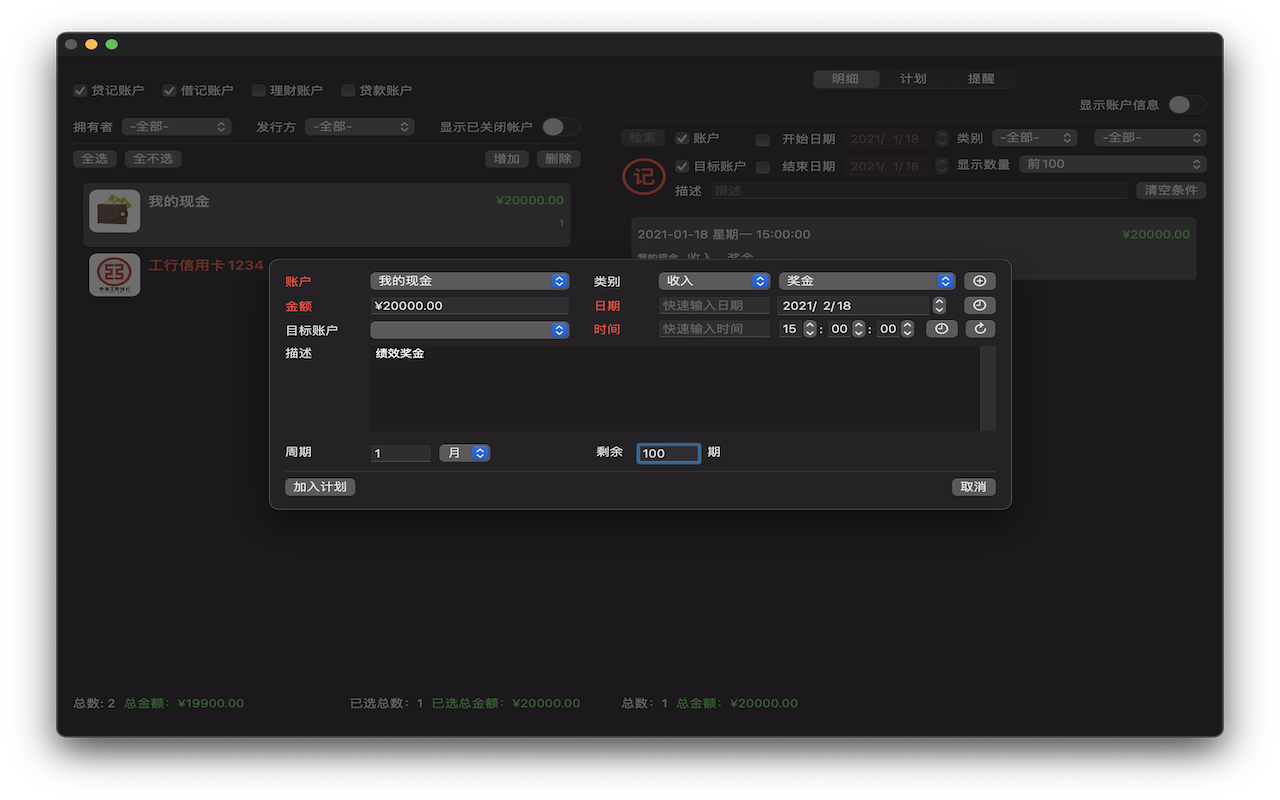 明细 计划 提醒
贷记账户 借记账户 理财账户 贷款账户
显示账户信息
拥有者 -全部- 发行方 -全部- 显示已关闭帐户
检索 账户 开始日期 2021/ 1/18 类别 -全部- -全部-
全选 全不选 增加 删除
记 目标账户 结束日期 2021/ 1/18 显示数量 前100
描述 描述 清空条件
我的现金 ¥20000.00
1
2021-01-18 星期一 15:00:00 ¥20000.00
我的现金 收入 奖金
工行信用卡1234
账户 我的现金 类别 收入 奖金
金额 ¥20000.00 日期 快速输入日期 2021/ 2/18
目标账户 时间 快速输入时间 15 : 00 : 00
描述 绩效奖金
周期 1 月 剩余 100 期
加入计划 取消
总数: 2 总金额: ¥19900.00 已选总数: 1 已选总金额: ¥20000.00 总数: 1 总金额: ¥20000.00